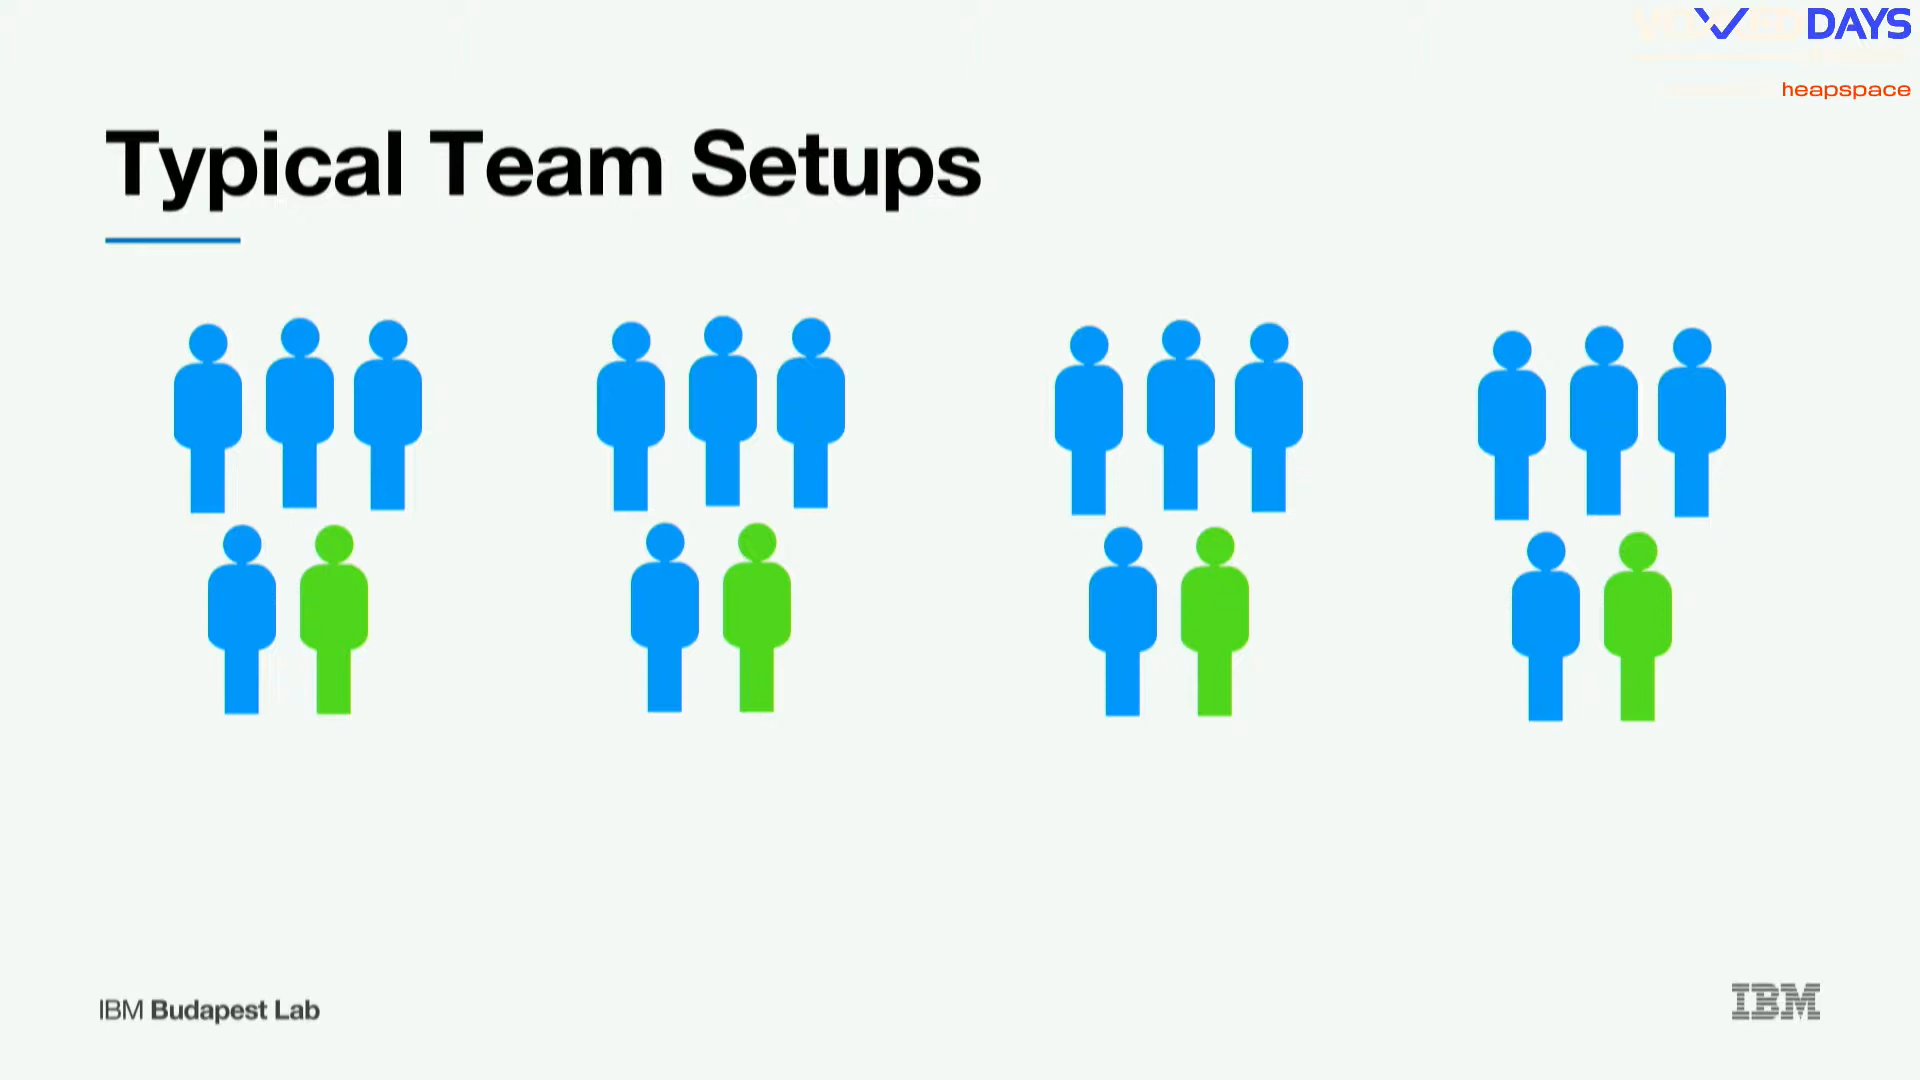 DAYS
heapspace
Typical Team Setups
IBM Budapest Lab
IBM